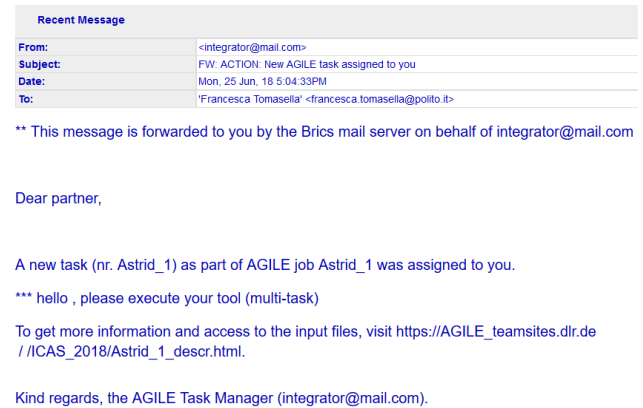 Recent Message
From: <integrator@mail.com>
Subject: FW: ACTION: New AGILE task assigned to you
Date: Mon, 25 Jun, 18 5:04:33PM
To: 'Francesca Tomasella' <francesca.tomasella@polito.it>
** This message is forwarded to you by the Brics mail server on behalf of integrator@mail.com
Dear partner,
A new task (nr. Astrid_1) as part of AGILE job Astrid_1 was assigned to you.
*** hello , please execute your tool (multi-task)
To get more information and access to the input files, visit https://AGILE_teamsites.dlr.de
/ /ICAS_2018/Astrid_1_descr.html.
Kind regards, the AGILE Task Manager (integrator@mail.com).